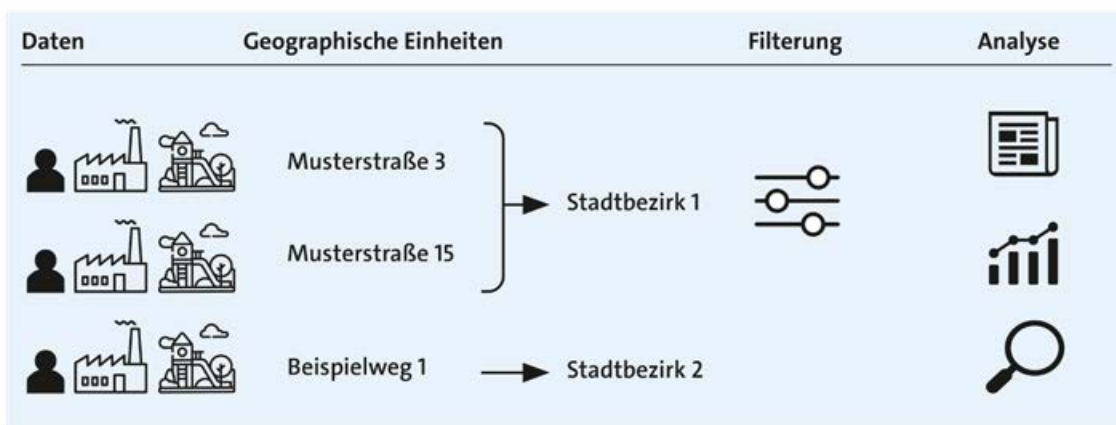 Daten Geographische Einheiten Filterung Analyse
Musterstraße 3
Stadtbezirk 1
Musterstraße 15
Beispielweg 1 Stadtbezirk 2